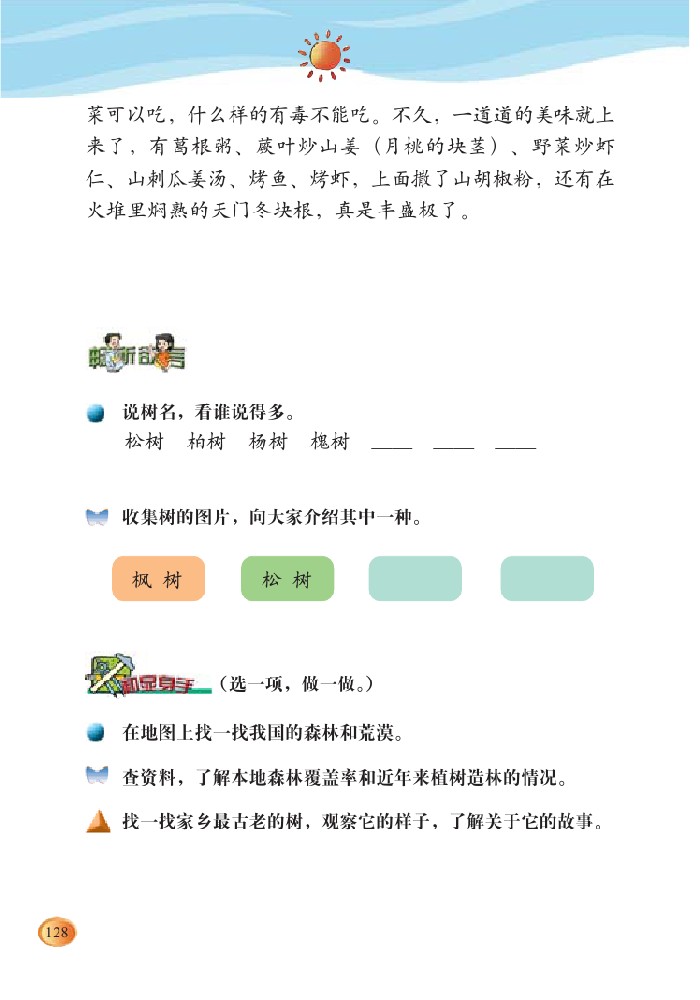 菜可以吃，什么样的有毒不能吃。不久，一道道的美味就上
来了，有葛根粥、蕨叶炒山姜（月桃的块茎）、野菜炒虾
仁、山刺瓜姜汤、烤鱼、烤虾，上面撒了山胡椒粉，还有在
火堆里焖熟的天门冬块根，真是丰盛极了。
畅所欲言
说树名，看谁说得多。
松树 柏树 杨树 槐树 ____ ____ ____
收集树的图片，向大家介绍其中一种。
枫 树 松 树
大显身手 （选一项，做一做。）
在地图上找一找我国的森林和荒漠。
查资料，了解本地森林覆盖率和近年来植树造林的情况。
找一找家乡最古老的树，观察它的样子，了解关于它的故事。
128